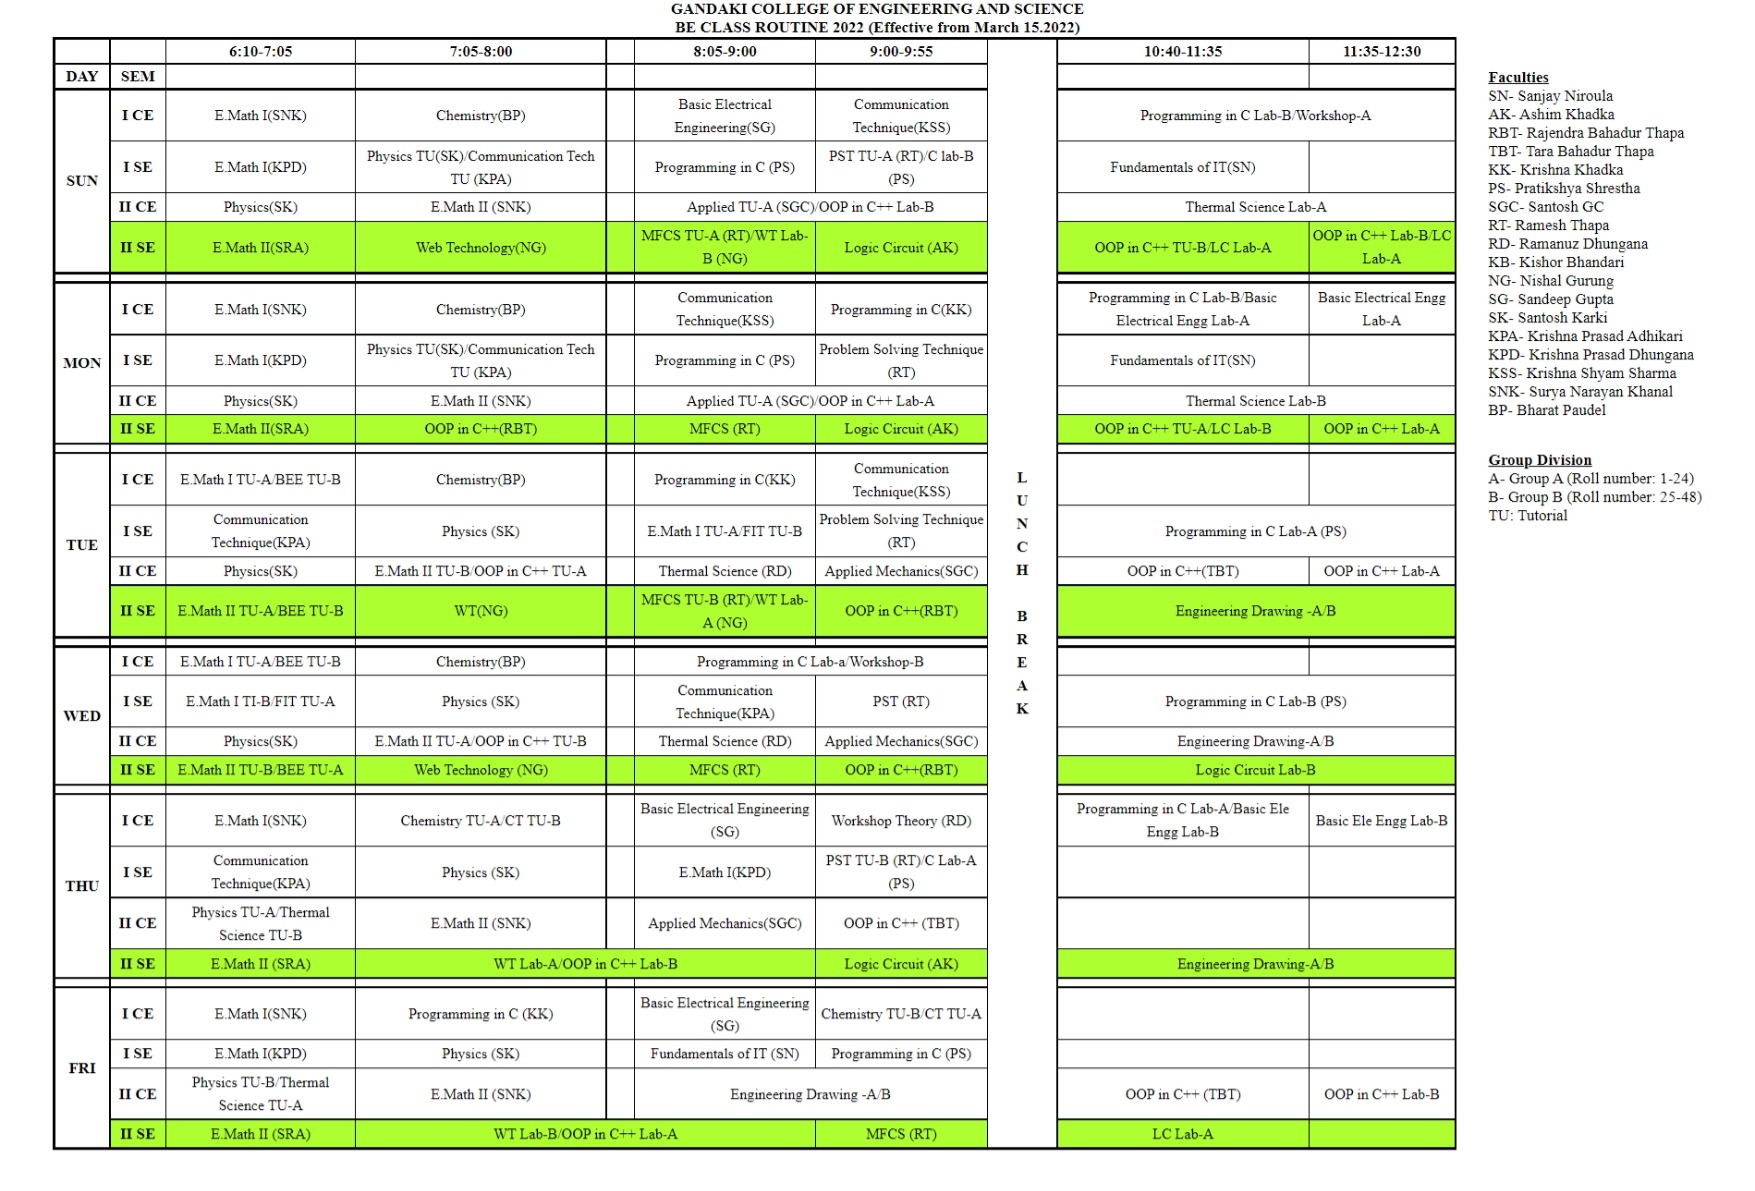 GANDAKI COLLEGE OF ENGINEERING AND SCIENCE
BE CLASS ROUTINE 2022 (Effective from March 15.2022)
6:10-7:05 7:05-8:00 8:05-9:00 9:00-9:55 10:40-11:35 11:35-12:30
DAY SEM
SUN
I CE E.Math I(SNK) Chemistry(BP) Basic Electrical Engineering(SG) Communication Technique(KSS) Programming in C Lab-B/Workshop-A
I SE E.Math I(KPD) Physics TU(SK)/Communication Tech TU (KPA) Programming in C (PS) PST TU-A (RT)/C lab-B (PS) Fundamentals of IT(SN)
II CE Physics(SK) E.Math II (SNK) Applied TU-A (SGC)/OOP in C++ Lab-B Thermal Science Lab-A
II SE E.Math II(SRA) Web Technology(NG) MFCS TU-A (RT)/WT Lab-B (NG) Logic Circuit (AK) OOP in C++ TU-B/LC Lab-A OOP in C++ Lab-B/LC Lab-A
MON
I CE E.Math I(SNK) Chemistry(BP) Communication Technique(KSS) Programming in C(KK) Programming in C Lab-B/Basic Electrical Engg Lab-A Basic Electrical Engg Lab-A
I SE E.Math I(KPD) Physics TU(SK)/Communication Tech TU (KPA) Programming in C (PS) Problem Solving Technique (RT) Fundamentals of IT(SN)
II CE Physics(SK) E.Math II (SNK) Applied TU-A (SGC)/OOP in C++ Lab-A Thermal Science Lab-B
II SE E.Math II(SRA) OOP in C++(RBT) MFCS (RT) Logic Circuit (AK) OOP in C++ TU-A/LC Lab-B OOP in C++ Lab-A
TUE
I CE E.Math I TU-A/BEE TU-B Chemistry(BP) Programming in C(KK) Communication Technique(KSS)
I SE Communication Technique(KPA) Physics (SK) E.Math I TU-A/FIT TU-B Problem Solving Technique (RT) Programming in C Lab-A (PS)
II CE Physics(SK) E.Math II TU-B/OOP in C++ TU-A Thermal Science (RD) Applied Mechanics(SGC) OOP in C++(TBT) OOP in C++ Lab-A
II SE E.Math II TU-A/BEE TU-B WT(NG) MFCS TU-B (RT)/WT Lab-A (NG) OOP in C++(RBT) Engineering Drawing -A/B
WED
I CE E.Math I TU-A/BEE TU-B Chemistry(BP) Programming in C Lab-a/Workshop-B
I SE E.Math I TI-B/FIT TU-A Physics (SK) Communication Technique(KPA) PST (RT) Programming in C Lab-B (PS)
II CE Physics(SK) E.Math II TU-A/OOP in C++ TU-B Thermal Science (RD) Applied Mechanics(SGC) Engineering Drawing-A/B
II SE E.Math II TU-B/BEE TU-A Web Technology (NG) MFCS (RT) OOP in C++(RBT) Logic Circuit Lab-B
THU
I CE E.Math I(SNK) Chemistry TU-A/CT TU-B Basic Electrical Engineering (SG) Workshop Theory (RD) Programming in C Lab-A/Basic Ele Engg Lab-B Basic Ele Engg Lab-B
I SE Communication Technique(KPA) Physics (SK) E.Math I(KPD) PST TU-B (RT)/C Lab-A (PS)
II CE Physics TU-A/Thermal Science TU-B E.Math II (SNK) Applied Mechanics(SGC) OOP in C++ (TBT)
II SE E.Math II (SRA) WT Lab-A/OOP in C++ Lab-B Logic Circuit (AK) Engineering Drawing-A/B
FRI
I CE E.Math I(SNK) Programming in C (KK) Basic Electrical Engineering (SG) Chemistry TU-B/CT TU-A
I SE E.Math I(KPD) Physics (SK) Fundamentals of IT (SN) Programming in C (PS)
II CE Physics TU-B/Thermal Science TU-A E.Math II (SNK) Engineering Drawing -A/B OOP in C++ (TBT) OOP in C++ Lab-B
II SE E.Math II (SRA) WT Lab-B/OOP in C++ Lab-A MFCS (RT) LC Lab-A
LUNCH BREAK
Faculties
SN- Sanjay Niroula
AK- Ashim Khadka
RBT- Rajendra Bahadur Thapa
TBT- Tara Bahadur Thapa
KK- Krishna Khadka
PS- Pratikshya Shrestha
SGC- Santosh GC
RT- Ramesh Thapa
RD- Ramanuz Dhungana
KB- Kishor Bhandari
NG- Nishal Gurung
SG- Sandeep Gupta
SK- Santosh Karki
KPA- Krishna Prasad Adhikari
KPD- Krishna Prasad Dhungana
KSS- Krishna Shyam Sharma
SNK- Surya Narayan Khanal
BP- Bharat Paudel
Group Division
A- Group A (Roll number: 1-24)
B- Group B (Roll number: 25-48)
TU: Tutorial